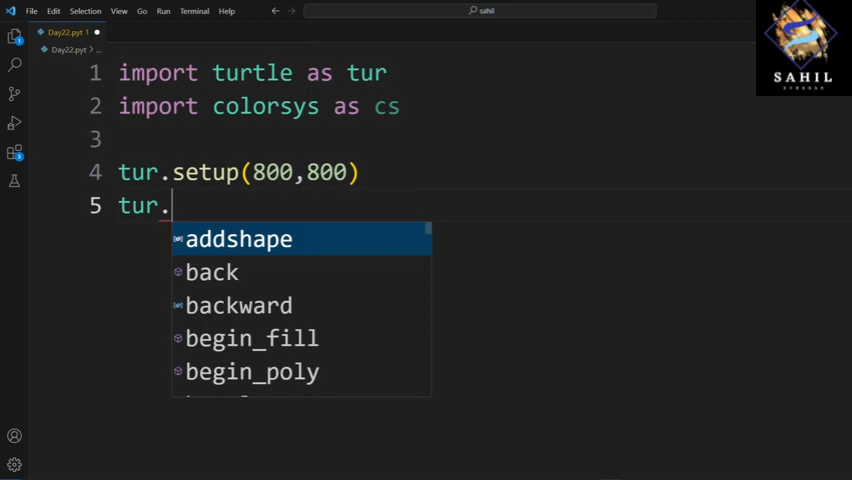 File Edit Selection View Go Run Terminal Help
sahil
Day22.pyt 1
Day22.pyt > ...
SAHIL
1 import turtle as tur
2 import colorsys as cs
3
4 tur.setup(800,800)
5 tur.
addshape
back
backward
begin_fill
begin_poly